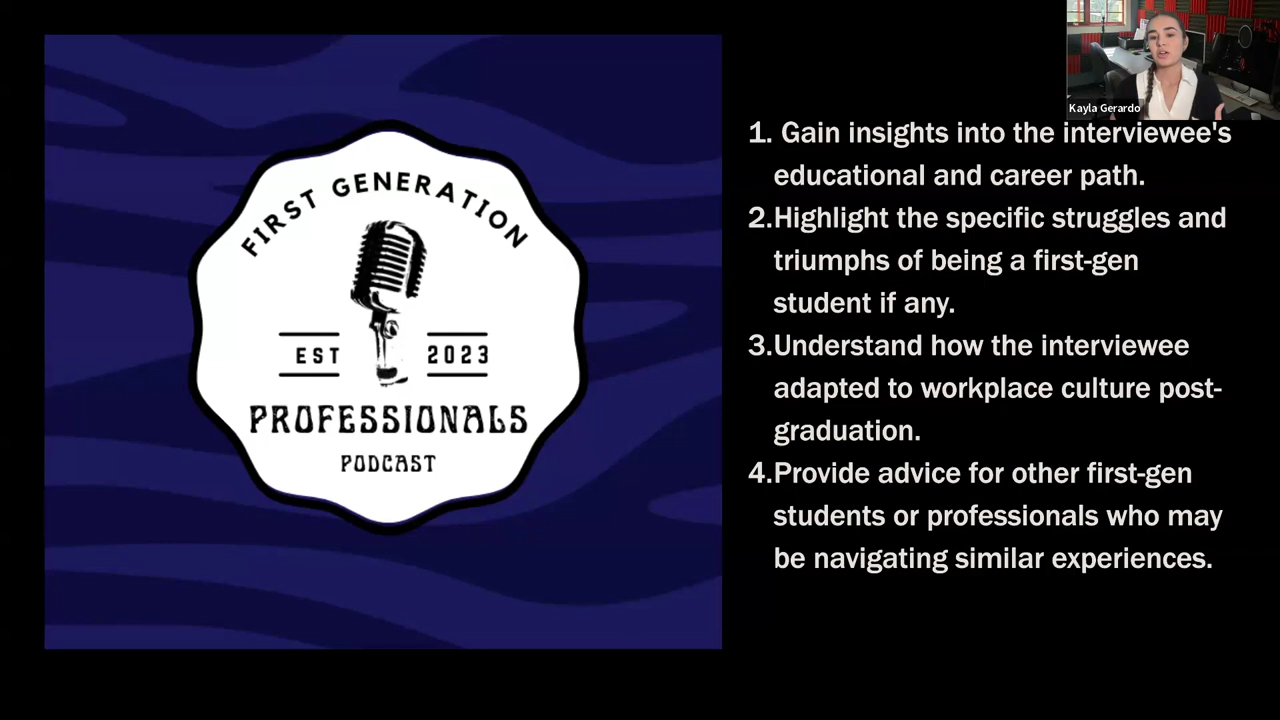 Kayla Gerardo
FIRST GENERATION
EST 2023
PROFESSIONALS
PODCAST
1. Gain insights into the interviewee's
educational and career path.
2.Highlight the specific struggles and
triumphs of being a first-gen
student if any.
3.Understand how the interviewee
adapted to workplace culture post-
graduation.
4.Provide advice for other first-gen
students or professionals who may
be navigating similar experiences.